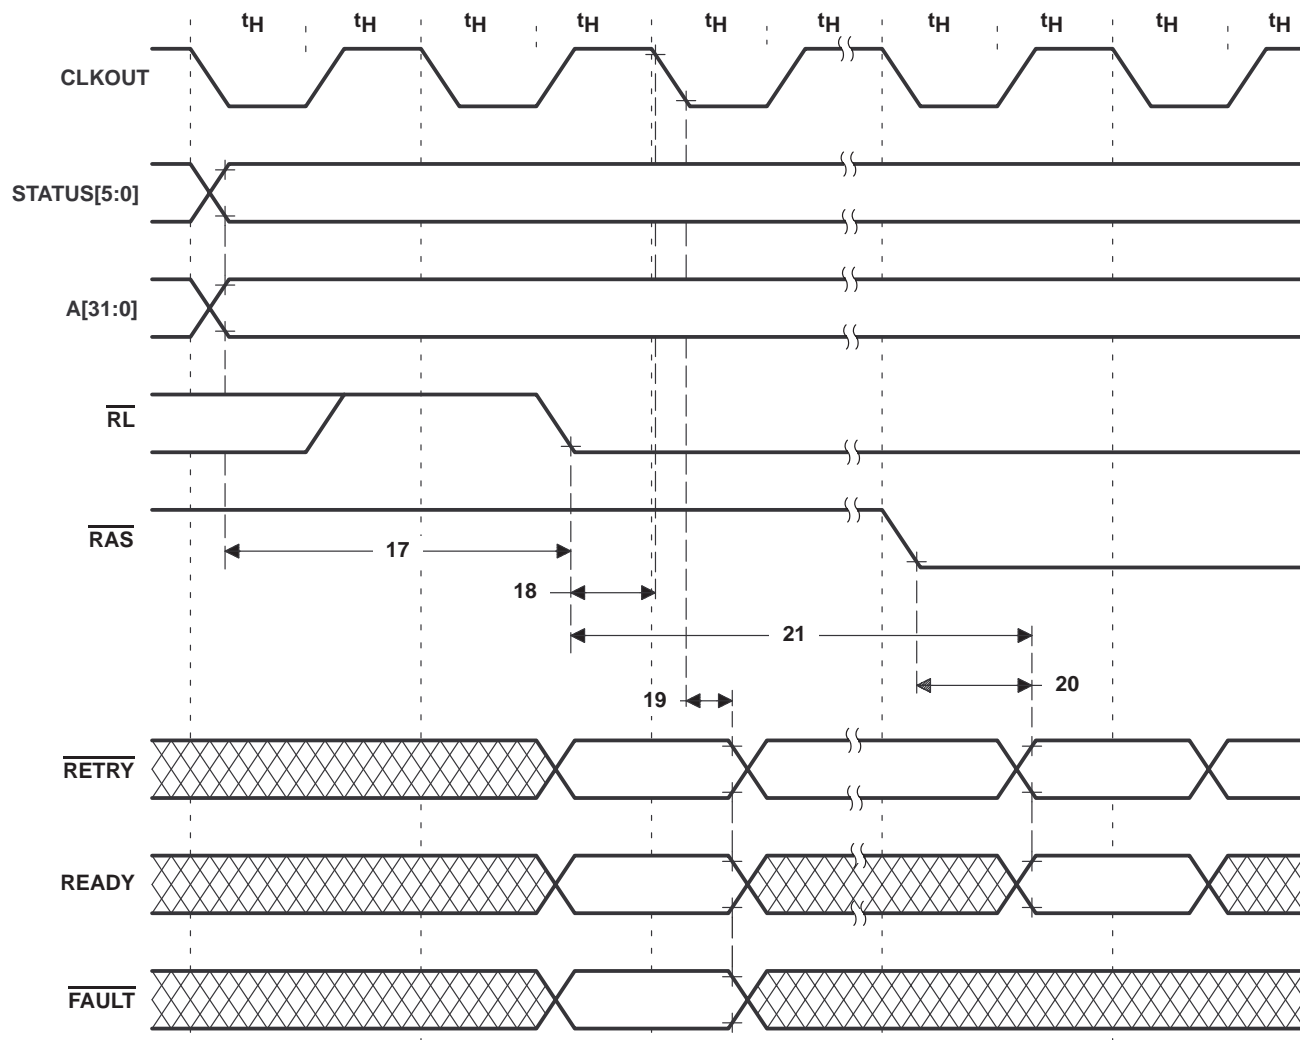 tH tH tH tH tH tH tH tH tH tH
CLKOUT
STATUS[5:0]
A[31:0]
RL
RAS
17
18
21
20
19
RETRY
READY
FAULT